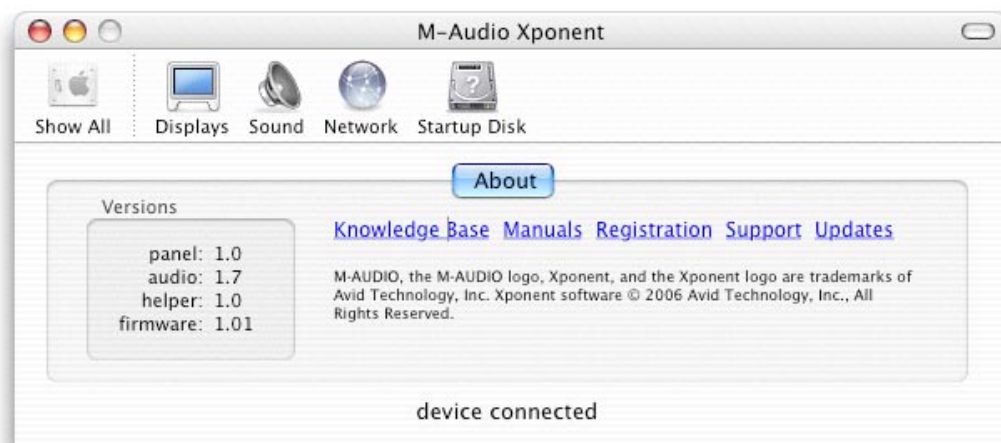 M-Audio Xponent
Show All Displays Sound Network Startup Disk
About
Versions
panel: 1.0
audio: 1.7
helper: 1.0
firmware: 1.01
Knowledge Base Manuals Registration Support Updates
M-AUDIO, the M-AUDIO logo, Xponent, and the Xponent logo are trademarks of
Avid Technology, Inc. Xponent software © 2006 Avid Technology, Inc., All
Rights Reserved.
device connected